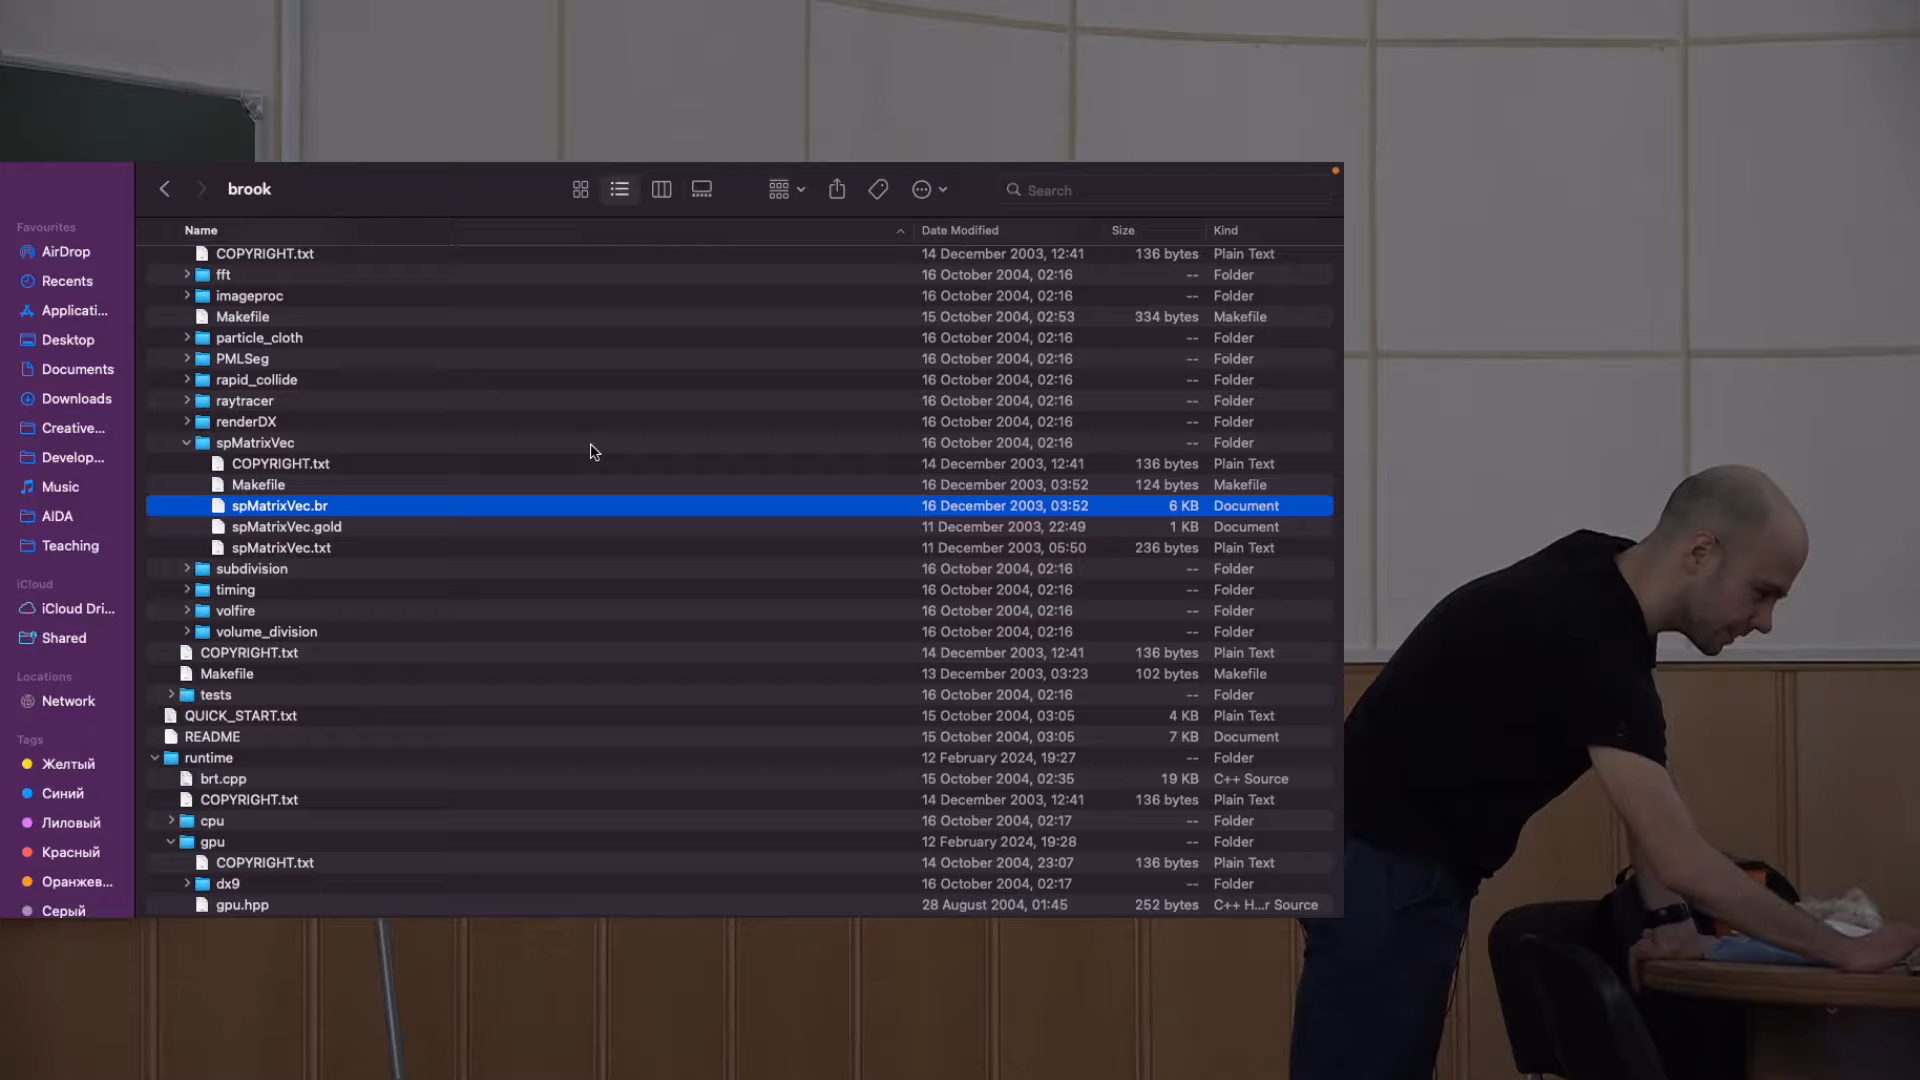 brook
Search
Favourites
AirDrop
Recents
Applicati...
Desktop
Documents
Downloads
Creative...
Develop...
Music
AIDA
Teaching
iCloud
iCloud Dri...
Shared
Locations
Network
Tags
Желтый
Синий
Лиловый
Красный
Оранжев...
Серый
Name Date Modified Size Kind
COPYRIGHT.txt 14 December 2003, 12:41 136 bytes Plain Text
fft 16 October 2004, 02:16 -- Folder
imageproc 16 October 2004, 02:16 -- Folder
Makefile 15 October 2004, 02:53 334 bytes Makefile
particle_cloth 16 October 2004, 02:16 -- Folder
PMLSeg 16 October 2004, 02:16 -- Folder
rapid_collide 16 October 2004, 02:16 -- Folder
raytracer 16 October 2004, 02:16 -- Folder
renderDX 16 October 2004, 02:16 -- Folder
spMatrixVec 16 October 2004, 02:16 -- Folder
COPYRIGHT.txt 14 December 2003, 12:41 136 bytes Plain Text
Makefile 16 December 2003, 03:52 124 bytes Makefile
spMatrixVec.br 16 December 2003, 03:52 6 KB Document
spMatrixVec.gold 11 December 2003, 22:49 1 KB Document
spMatrixVec.txt 11 December 2003, 05:50 236 bytes Plain Text
subdivision 16 October 2004, 02:16 -- Folder
timing 16 October 2004, 02:16 -- Folder
volfire 16 October 2004, 02:16 -- Folder
volume_division 16 October 2004, 02:16 -- Folder
COPYRIGHT.txt 14 December 2003, 12:41 136 bytes Plain Text
Makefile 13 December 2003, 03:23 102 bytes Makefile
tests 16 October 2004, 02:16 -- Folder
QUICK_START.txt 15 October 2004, 03:05 4 KB Plain Text
README 15 October 2004, 03:05 7 KB Document
runtime 12 February 2024, 19:27 -- Folder
brt.cpp 15 October 2004, 02:35 19 KB C++ Source
COPYRIGHT.txt 14 December 2003, 12:41 136 bytes Plain Text
cpu 16 October 2004, 02:17 -- Folder
gpu 12 February 2024, 19:28 -- Folder
COPYRIGHT.txt 14 October 2004, 23:07 136 bytes Plain Text
dx9 16 October 2004, 02:17 -- Folder
gpu.hpp 28 August 2004, 01:45 252 bytes C++ H...r Source